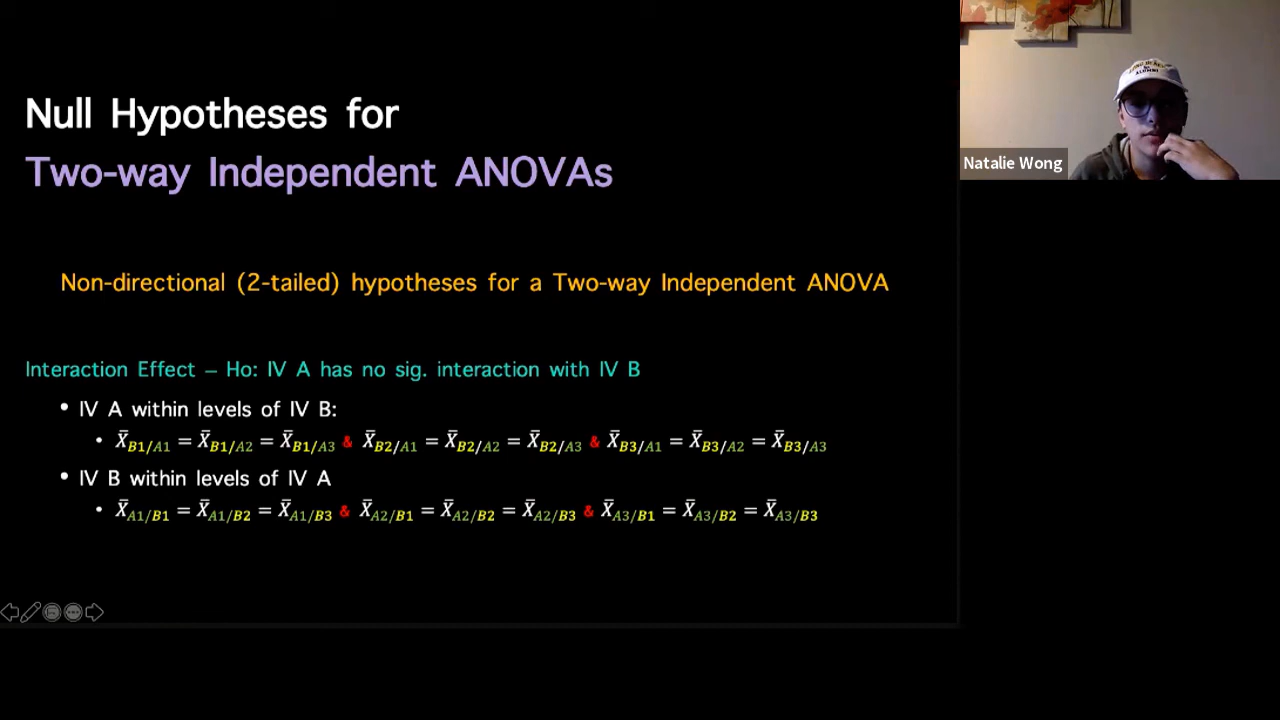 Null Hypotheses for
Two-way Independent ANOVAs
Non-directional (2-tailed) hypotheses for a Two-way Independent ANOVA
Interaction Effect – Ho: IV A has no sig. interaction with IV B
• IV A within levels of IV B:
• X̄B1/A1 = X̄B1/A2 = X̄B1/A3 & X̄B2/A1 = X̄B2/A2 = X̄B2/A3 & X̄B3/A1 = X̄B3/A2 = X̄B3/A3
• IV B within levels of IV A
• X̄A1/B1 = X̄A1/B2 = X̄A1/B3 & X̄A2/B1 = X̄A2/B2 = X̄A2/B3 & X̄A3/B1 = X̄A3/B2 = X̄A3/B3
ALUMNI
Natalie Wong